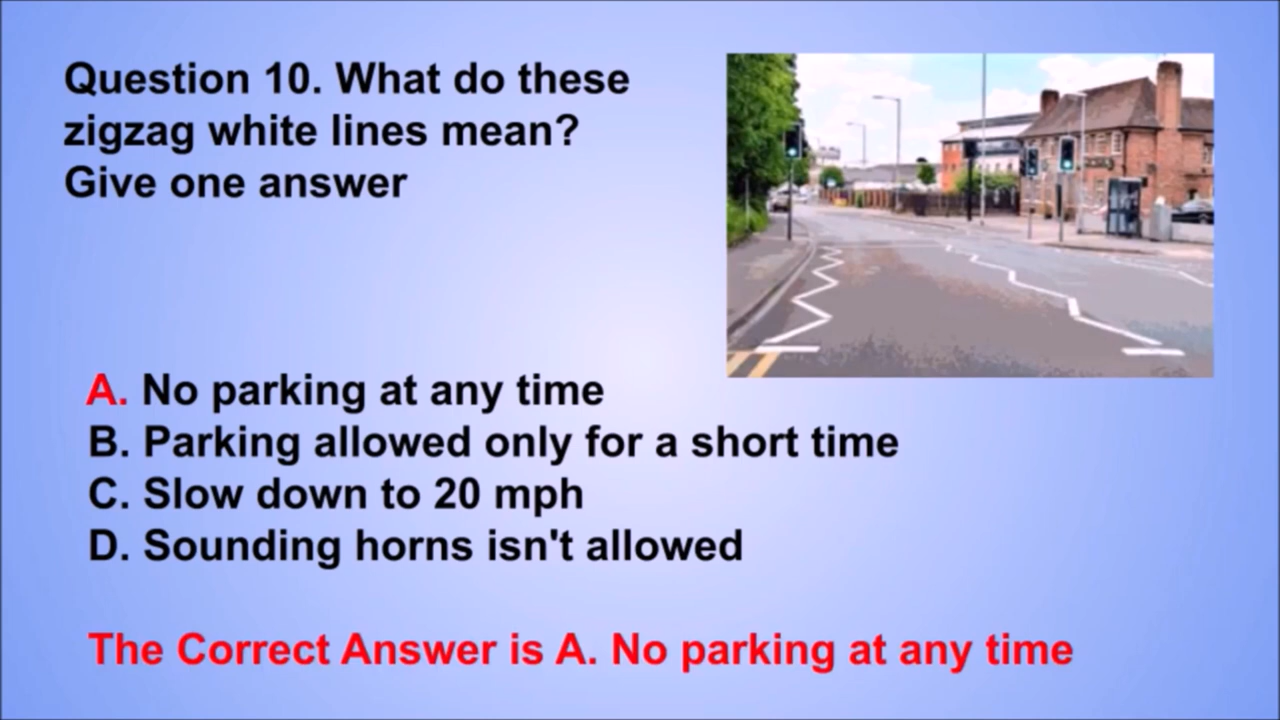 Question 10. What do these
zigzag white lines mean?
Give one answer
A. No parking at any time
B. Parking allowed only for a short time
C. Slow down to 20 mph
D. Sounding horns isn't allowed
The Correct Answer is A. No parking at any time